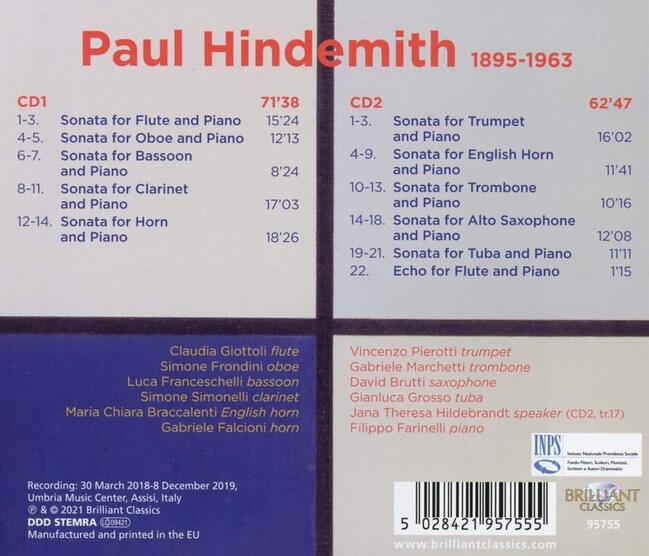 Paul Hindemith 1895-1963
CD1 71’38
1-3. Sonata for Flute and Piano 15’24
4-5. Sonata for Oboe and Piano 12’13
6-7. Sonata for Bassoon
and Piano 8’24
8-11. Sonata for Clarinet
and Piano 17’03
12-14. Sonata for Horn
and Piano 18’26
CD2 62’47
1-3. Sonata for Trumpet
and Piano 16’02
4-9. Sonata for English Horn
and Piano 11’41
10-13. Sonata for Trombone
and Piano 10’16
14-18. Sonata for Alto Saxophone
and Piano 12’08
19-21. Sonata for Tuba and Piano 11’11
22. Echo for Flute and Piano 1’15
Claudia Giottoli flute
Simone Frondini oboe
Luca Franceschelli bassoon
Simone Simonelli clarinet
Maria Chiara Braccalenti English horn
Gabriele Falcioni horn
Vincenzo Pierotti trumpet
Gabriele Marchetti trombone
David Brutti saxophone
Gianluca Grosso tuba
Jana Theresa Hildebrandt speaker (CD2, tr.17)
Filippo Farinelli piano
INPS
Istituto Nazionale Previdenza Sociale
Fondo Pittori, Scultori, Musicisti,
Scrittori e Autori Drammatici
Recording: 30 March 2018-8 December 2019,
Umbria Music Center, Assisi, Italy
℗ & © 2021 Brilliant Classics
DDD STEMRA LC 09421
Manufactured and printed in the EU
5 028421 957555
www.brilliantclassics.com
BRILLIANT
CLASSICS
95755